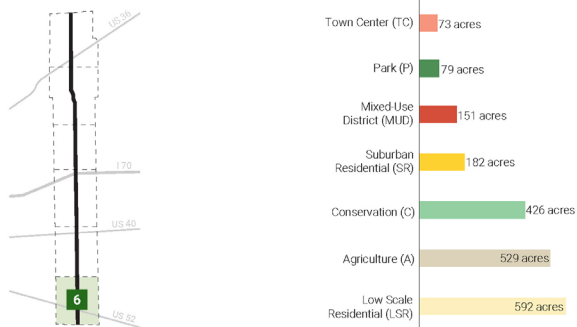 US 36
I 70
US 40
6
US 52
Town Center (TC)
73 acres
Park (P)
79 acres
Mixed-Use
District (MUD)
151 acres
Suburban
Residential (SR)
182 acres
Conservation (C)
426 acres
Agriculture (A)
529 acres
Low Scale
Residential (LSR)
592 acres